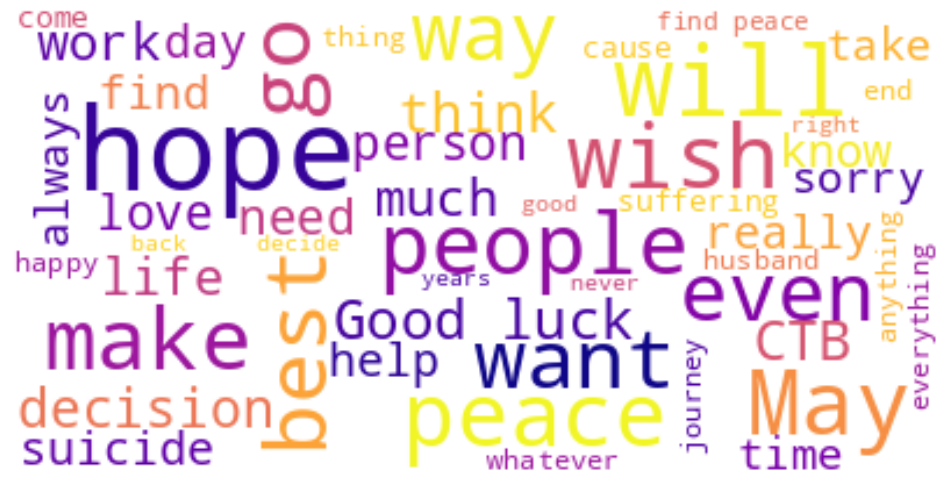 come
workday
go
thing
way
find peace
cause
will
take
find
end
always
hope
think
person
wish
right
know
sorry
love
need
much
good
suffering
people
really
anything
back
decide
happy
life
best
years
never
husband
even
everything
make
Good luck
help
want
journey
CTB
decision
peace
May
suicide
whatever
time